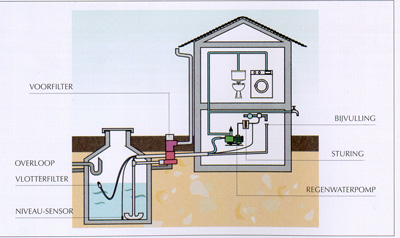 VOORFILTER
OVERLOOP
VLOTTERFILTER
NIVEAU-SENSOR
BIJVULLING
STURING
REGENWATERPOMP